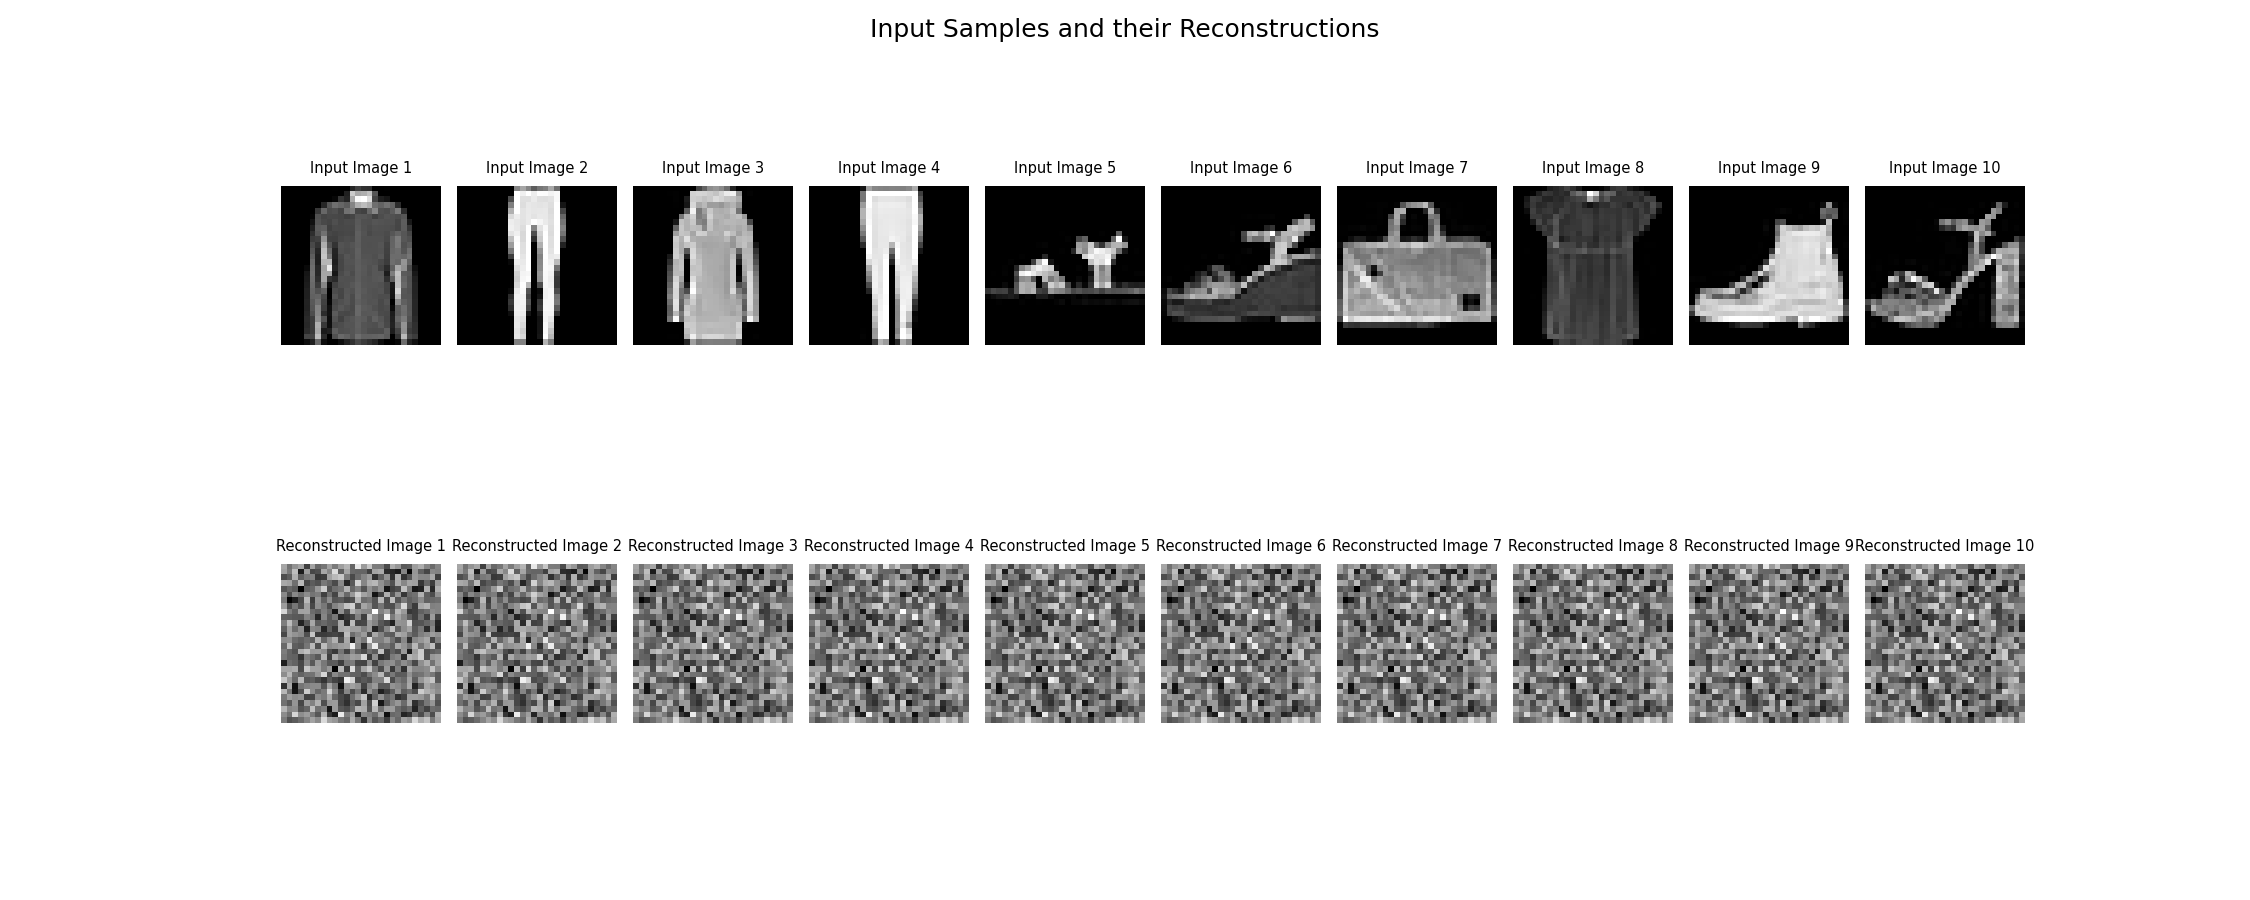 Input Samples and their Reconstructions
Input Image 1 Input Image 2 Input Image 3 Input Image 4 Input Image 5 Input Image 6 Input Image 7 Input Image 8 Input Image 9 Input Image 10
Reconstructed Image 1 Reconstructed Image 2 Reconstructed Image 3 Reconstructed Image 4 Reconstructed Image 5 Reconstructed Image 6 Reconstructed Image 7 Reconstructed Image 8 Reconstructed Image 9 Reconstructed Image 10